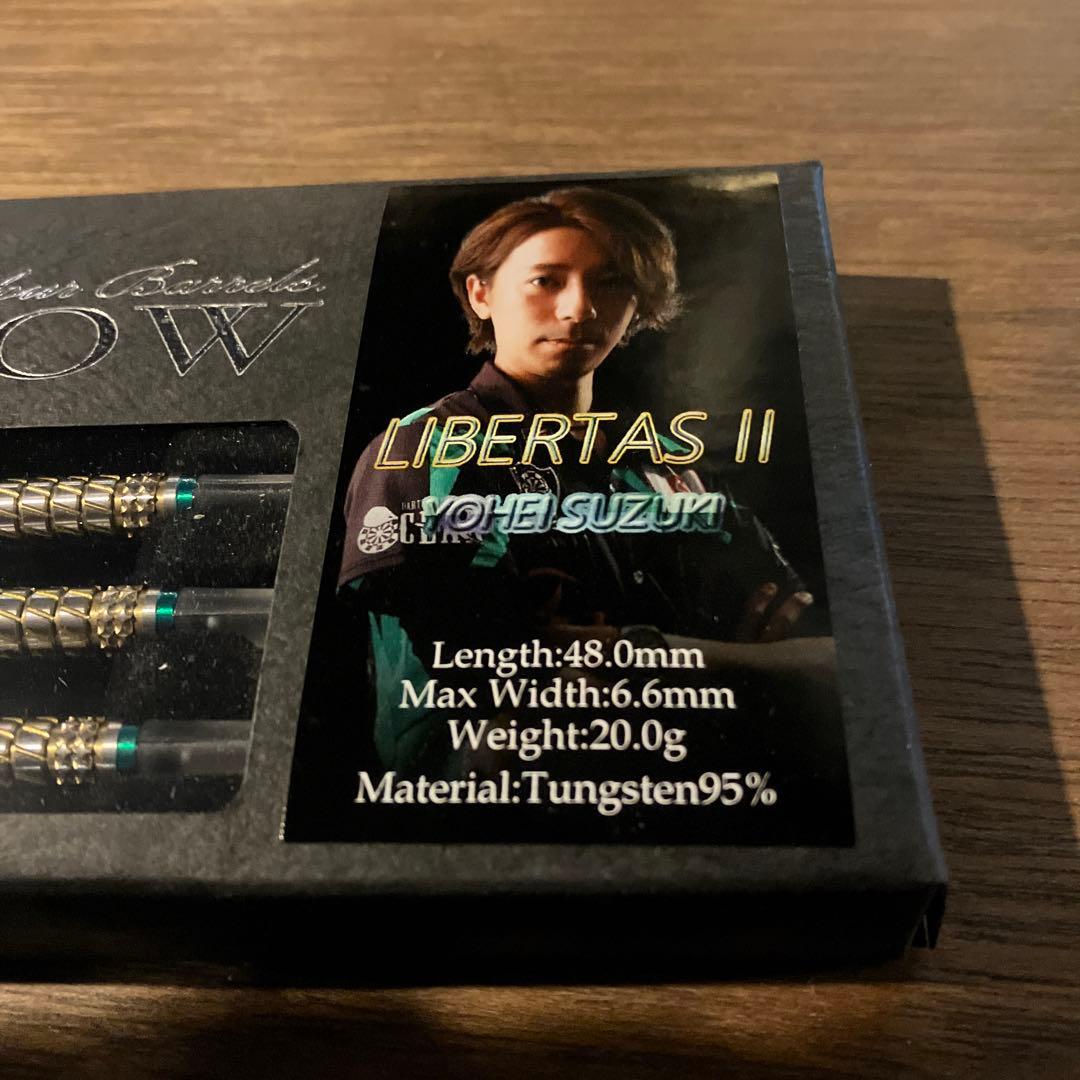 Barrels.
OW
LIBERTAS II
YOHEI SUZUKI
Length:48.0mm
Max Width:6.6mm
Weight:20.0g
Material:Tungsten95%